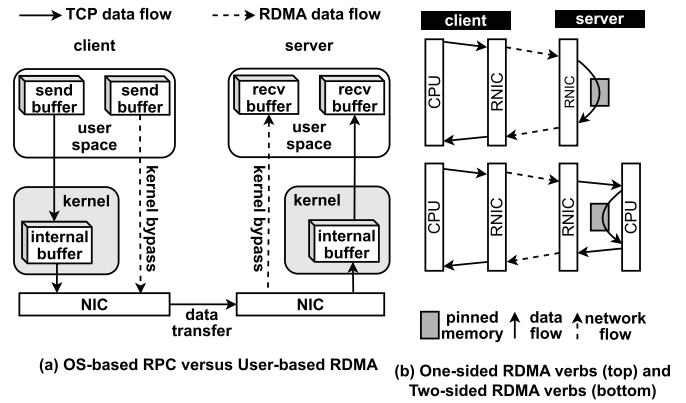 TCP data flow
RDMA data flow
client
server
send
buffer
send
buffer
user
space
recv
buffer
recv
buffer
user
space
kernel
internal
buffer
kernel bypass
kernel bypass
kernel
internal
buffer
NIC
data
transfer
NIC
(a) OS-based RPC versus User-based RDMA
client
server
CPU
RNIC
RNIC
CPU
RNIC
RNIC
CPU
pinned
memory
data
flow
network
flow
(b) One-sided RDMA verbs (top) and
Two-sided RDMA verbs (bottom)